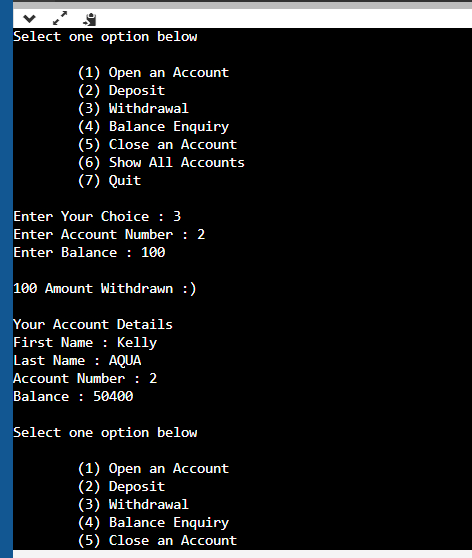 Select one option below
(1) Open an Account
(2) Deposit
(3) Withdrawal
(4) Balance Enquiry
(5) Close an Account
(6) Show All Accounts
(7) Quit
Enter Your Choice : 3
Enter Account Number : 2
Enter Balance : 100
100 Amount Withdrawn :)
Your Account Details
First Name : Kelly
Last Name : AQUA
Account Number : 2
Balance : 50400
Select one option below
(1) Open an Account
(2) Deposit
(3) Withdrawal
(4) Balance Enquiry
(5) Close an Account